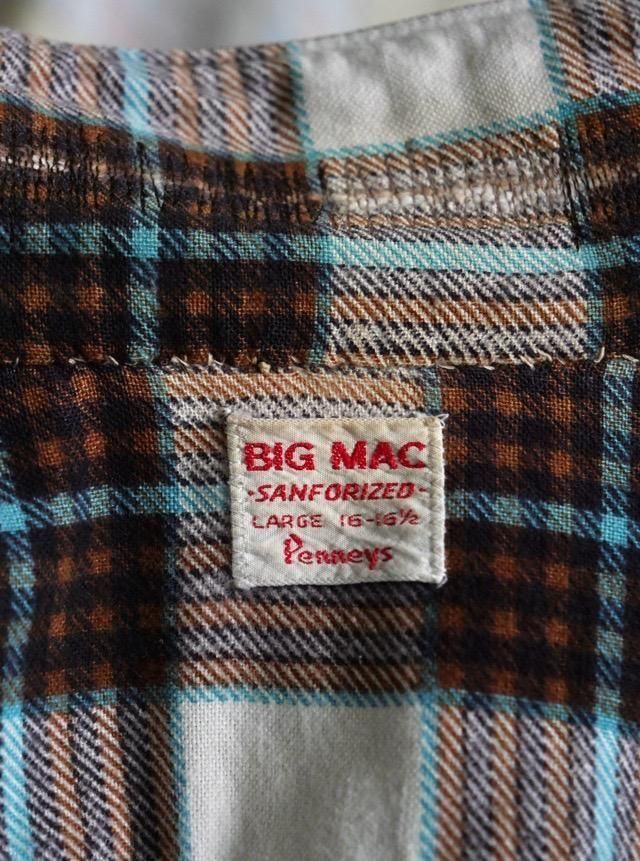 BIG MAC
·SANFORIZED·
LARGE 16-16½
Penneys